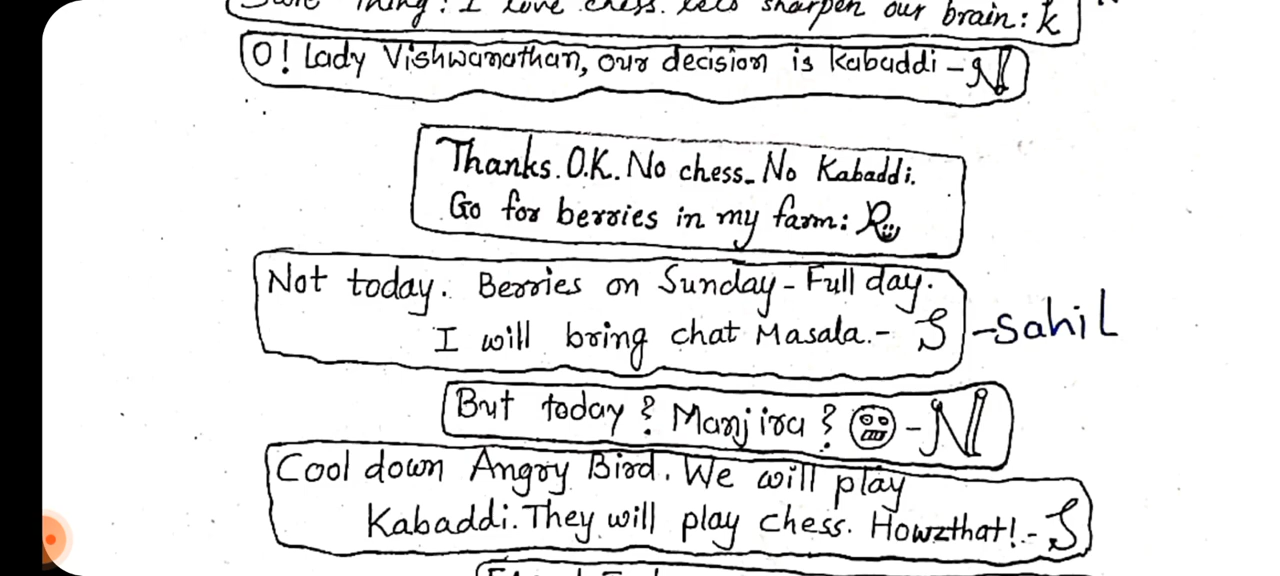 thing! I love chess. lets sharpen our brain: K
O! Lady Vishwanathan, our decision is Kabaddi - N
Thanks. O.K. No chess. No Kabaddi.
Go for berries in my farm: R
Not today. Berries on Sunday - Full day.
I will bring chat Masala. - S - Sahil
But today? Manjira? - N
Cool down Angry Bird. We will play
Kabaddi. They will play chess. Howzthat! - S